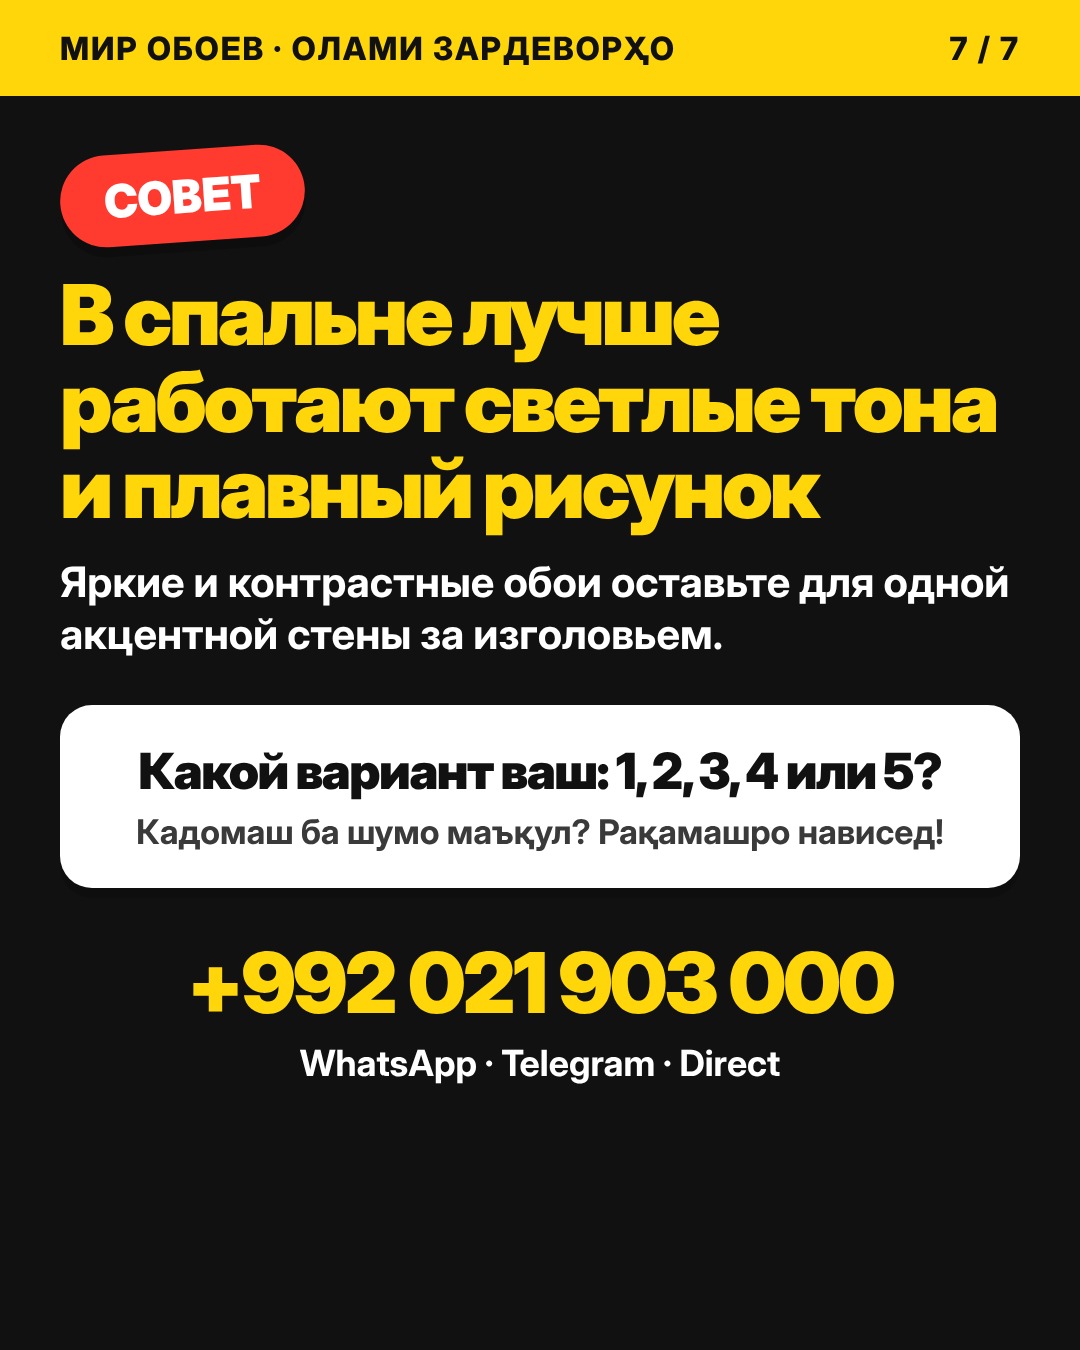 МИР ОБОЕВ · ОЛАМИ ЗАРДЕВОРҲО
7 / 7
СОВЕТ
В спальне лучше
работают светлые тона
и плавный рисунок
Яркие и контрастные обои оставьте для одной
акцентной стены за изголовьем.
Какой вариант ваш: 1, 2, 3, 4 или 5?
Кадомаш ба шумо маъқул? Рақамашро нависед!
+992 021 903 000
WhatsApp · Telegram · Direct